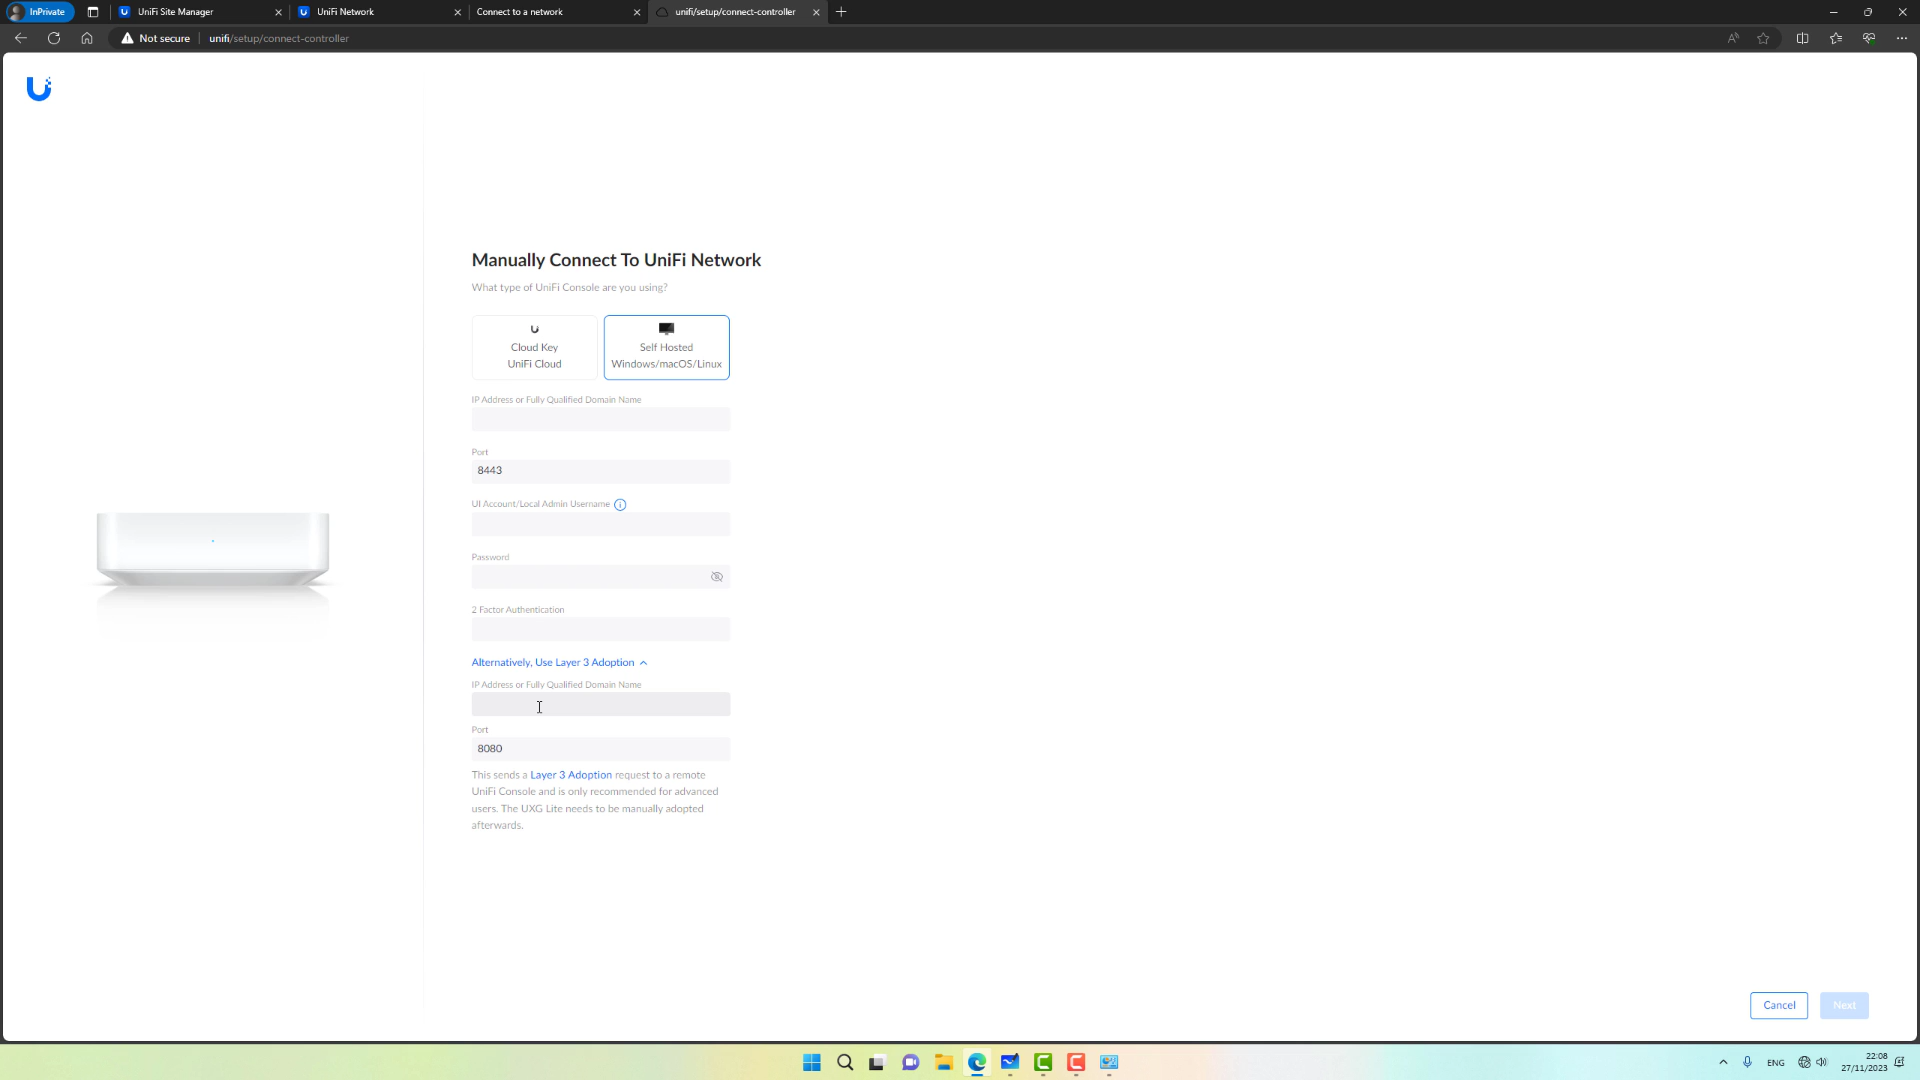 InPrivate
UniFi Site Manager
UniFi Network
Connect to a network
unifi/setup/connect-controller
Not secure
unifi/setup/connect-controller
Manually Connect To UniFi Network
What type of UniFi Console are you using?
Cloud Key
UniFi Cloud
Self Hosted
Windows/macOS/Linux
IP Address or Fully Qualified Domain Name
Port
8443
UI Account/Local Admin Username
Password
2 Factor Authentication
Alternatively, Use Layer 3 Adoption
IP Address or Fully Qualified Domain Name
Port
8080
This sends a Layer 3 Adoption request to a remote
UniFi Console and is only recommended for advanced
users. The UXG Lite needs to be manually adopted
afterwards.
Cancel
Next
ENG
22:08
27/11/2023